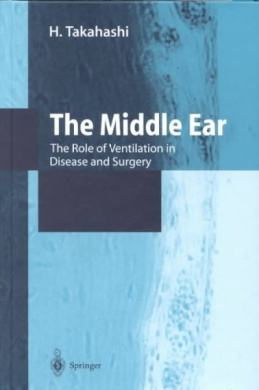 H. Takahashi
The Middle Ear
The Role of Ventilation in
Disease and Surgery
Springer